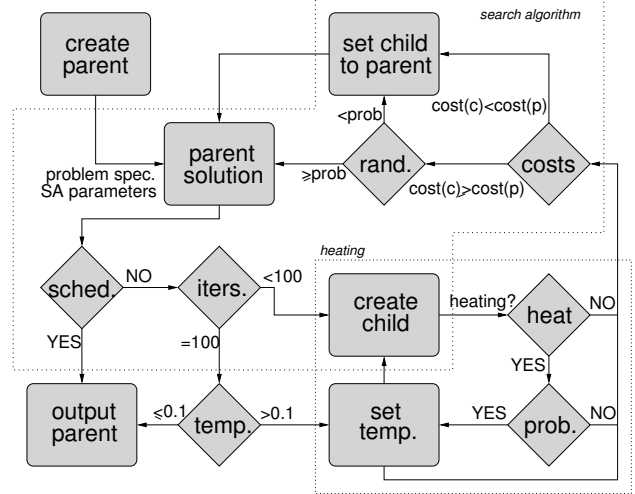 search algorithm
create
parent
set child
to parent
cost(c)<cost(p)
<prob
parent
solution
rand.
costs
problem spec.
SA parameters
⩾prob
cost(c)⩾cost(p)
heating
sched.
NO
iters.
<100
create
child
heating?
heat
NO
YES
=100
YES
output
parent
⩽0.1
temp.
>0.1
set
temp.
YES
prob.
NO